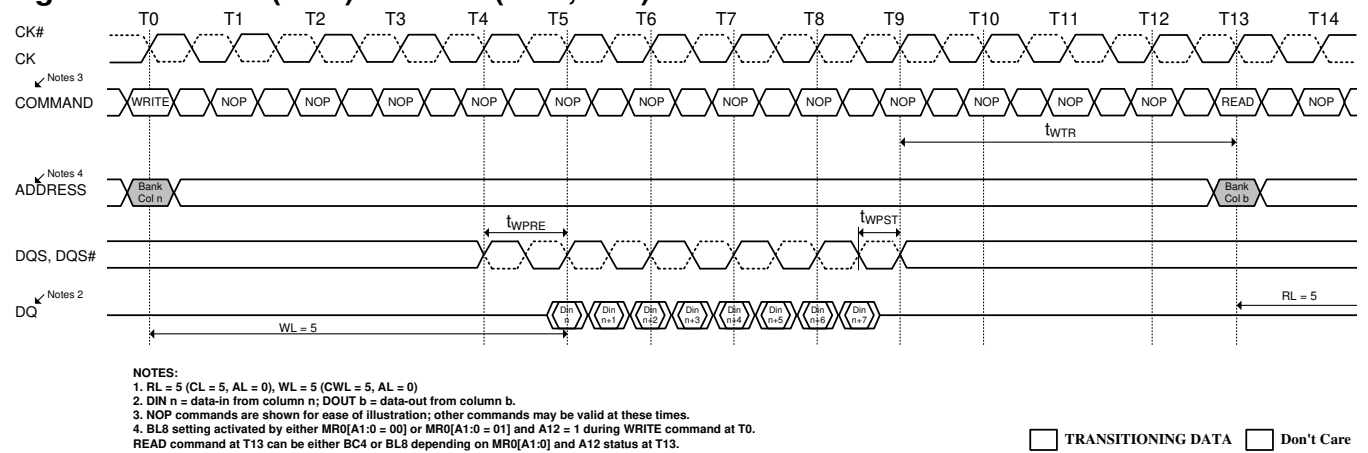 T0 T1 T2 T3 T4 T5 T6 T7 T8 T9 T10 T11 T12 T13 T14
CK#
CK
Notes 3
COMMAND WRITE NOP NOP NOP NOP NOP NOP NOP NOP NOP NOP NOP NOP READ NOP
tWTR
Notes 4
ADDRESS
Bank Bank
Col n Col b
tWPRE tWPST
DQS, DQS#
Notes 2
DQ
Din Din Din Din Din Din Din Din
n n+1 n+2 n+3 n+4 n+5 n+6 n+7
RL = 5
WL = 5
NOTES:
1. RL = 5 (CL = 5, AL = 0), WL = 5 (CWL = 5, AL = 0)
2. DIN n = data-in from column n; DOUT b = data-out from column b.
3. NOP commands are shown for ease of illustration; other commands may be valid at these times.
4. BL8 setting activated by either MR0[A1:0 = 00] or MR0[A1:0 = 01] and A12 = 1 during WRITE command at T0.
READ command at T13 can be either BC4 or BL8 depending on MR0[A1:0] and A12 status at T13.
TRANSITIONING DATA Don't Care